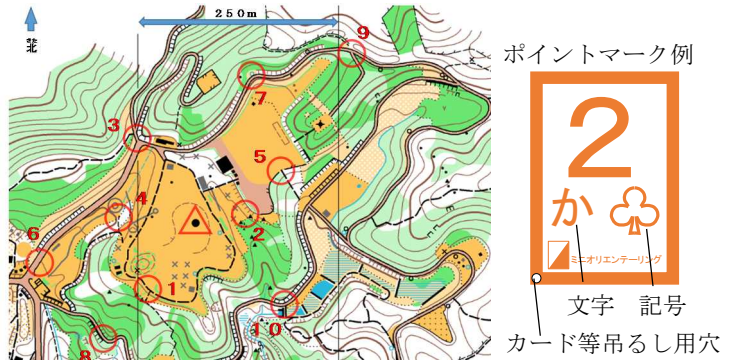 250m
北
9
7
3
5
4
2
6
1
10
8
ポイントマーク例
2
か
ミニオリエンテーリング
文字 記号
カード等吊るし用穴